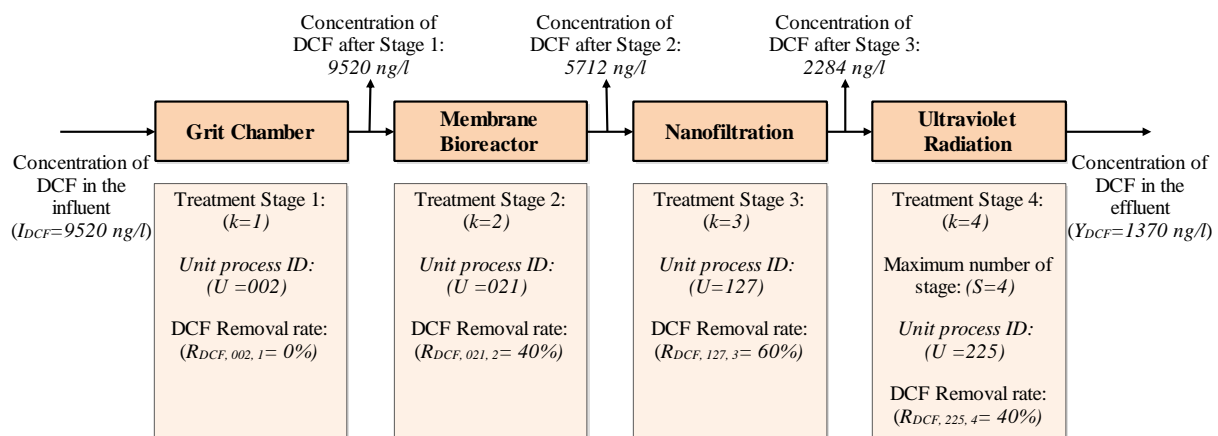 Concentration of
DCF after Stage 1:
9520 ng/l
Concentration of
DCF after Stage 2:
5712 ng/l
Concentration of
DCF after Stage 3:
2284 ng/l
Grit Chamber
Membrane
Bioreactor
Nanofiltration
Ultraviolet
Radiation
Concentration of
DCF in the
influent
(IDCF=9520 ng/l)
Concentration of
DCF in the
effluent
(YDCF=1370 ng/l)
Treatment Stage 1:
(k=1)
Unit process ID:
(U =002)
DCF Removal rate:
(RDCF, 002, 1= 0%)
Treatment Stage 2:
(k=2)
Unit process ID:
(U =021)
DCF Removal rate:
(RDCF, 021, 2= 40%)
Treatment Stage 3:
(k=3)
Unit process ID:
(U=127)
DCF Removal rate:
(RDCF, 127, 3= 60%)
Treatment Stage 4:
(k=4)
Maximum number of
stage: (S=4)
Unit process ID:
(U =225)
DCF Removal rate:
(RDCF, 225, 4= 40%)